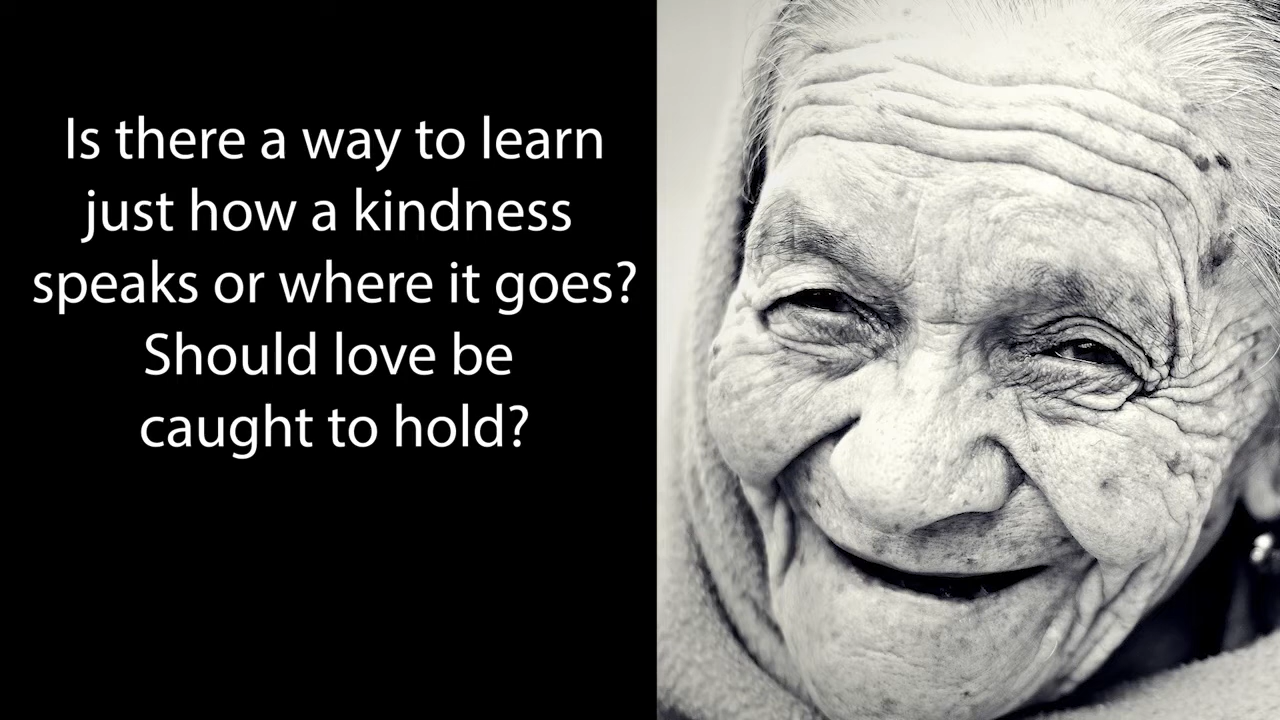 Is there a way to learn
just how a kindness
speaks or where it goes?
Should love be
caught to hold?